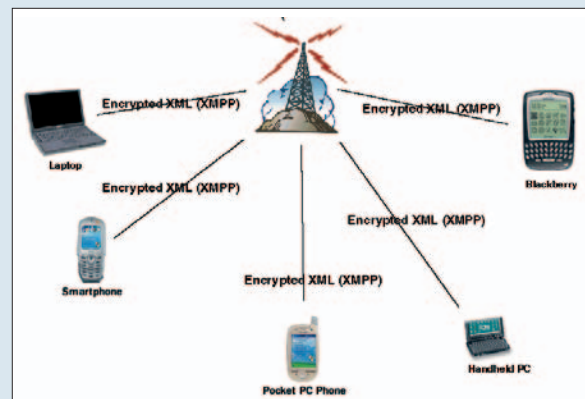 Encrypted XML (XMPP)
Encrypted XML (XMPP)
Laptop
Blackberry
Encrypted XML (XMPP)
Encrypted XML (XMPP)
Smartphone
Encrypted XML (XMPP)
Handheld PC
Pocket PC Phone